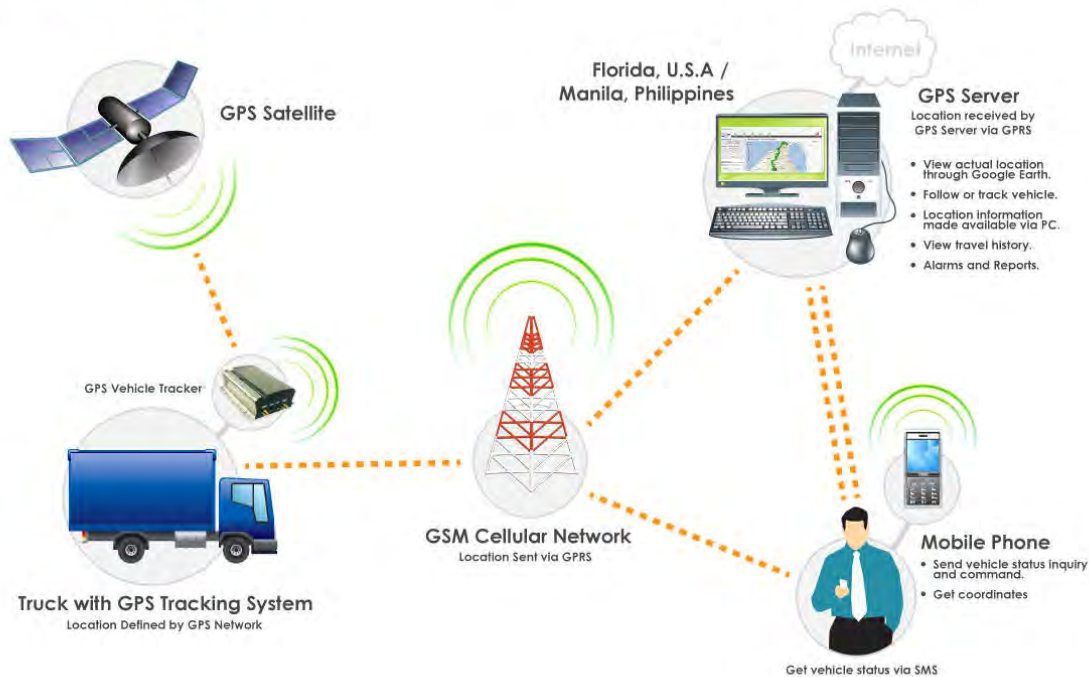 Internet
Florida, U.S.A /
Manila, Philippines
GPS Satellite
GPS Server
Location received by
GPS Server via GPRS
• View actual location
through Google Earth.
• Follow or track vehicle.
• Location information
made available via PC.
• View travel history.
• Alarms and Reports.
GPS Vehicle Tracker
GSM Cellular Network
Location Sent via GPRS
Truck with GPS Tracking System
Location Defined by GPS Network
Mobile Phone
• Send vehicle status inquiry
and command.
• Get coordinates
Get vehicle status via SMS